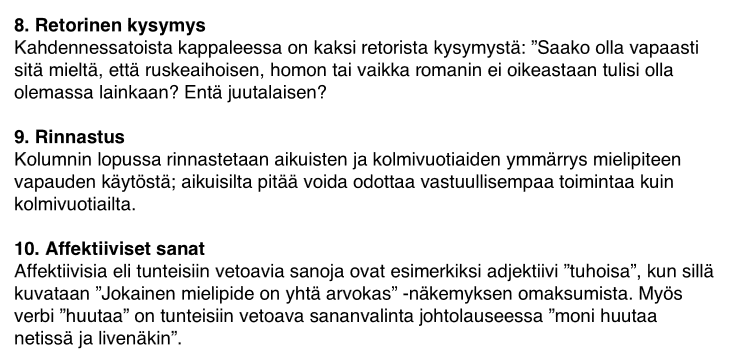 8. Retorinen kysymys
Kahdennessatoista kappaleessa on kaksi retorista kysymystä: ”Saako olla vapaasti
sitä mieltä, että ruskeaihoisen, homon tai vaikka romanin ei oikeastaan tulisi olla
olemassa lainkaan? Entä juutalaisen?
9. Rinnastus
Kolumnin lopussa rinnastetaan aikuisten ja kolmivuotiaiden ymmärrys mielipiteen
vapauden käytöstä; aikuisilta pitää voida odottaa vastuullisempaa toimintaa kuin
kolmivuotiailta.
10. Affektiiviset sanat
Affektiivisia eli tunteisiin vetoavia sanoja ovat esimerkiksi adjektiivi ”tuhoisa”, kun sillä
kuvataan ”Jokainen mielipide on yhtä arvokas” -näkemyksen omaksumista. Myös
verbi ”huutaa” on tunteisiin vetoava sananvalinta johtolauseessa ”moni huutaa
netissä ja livenäkin”.